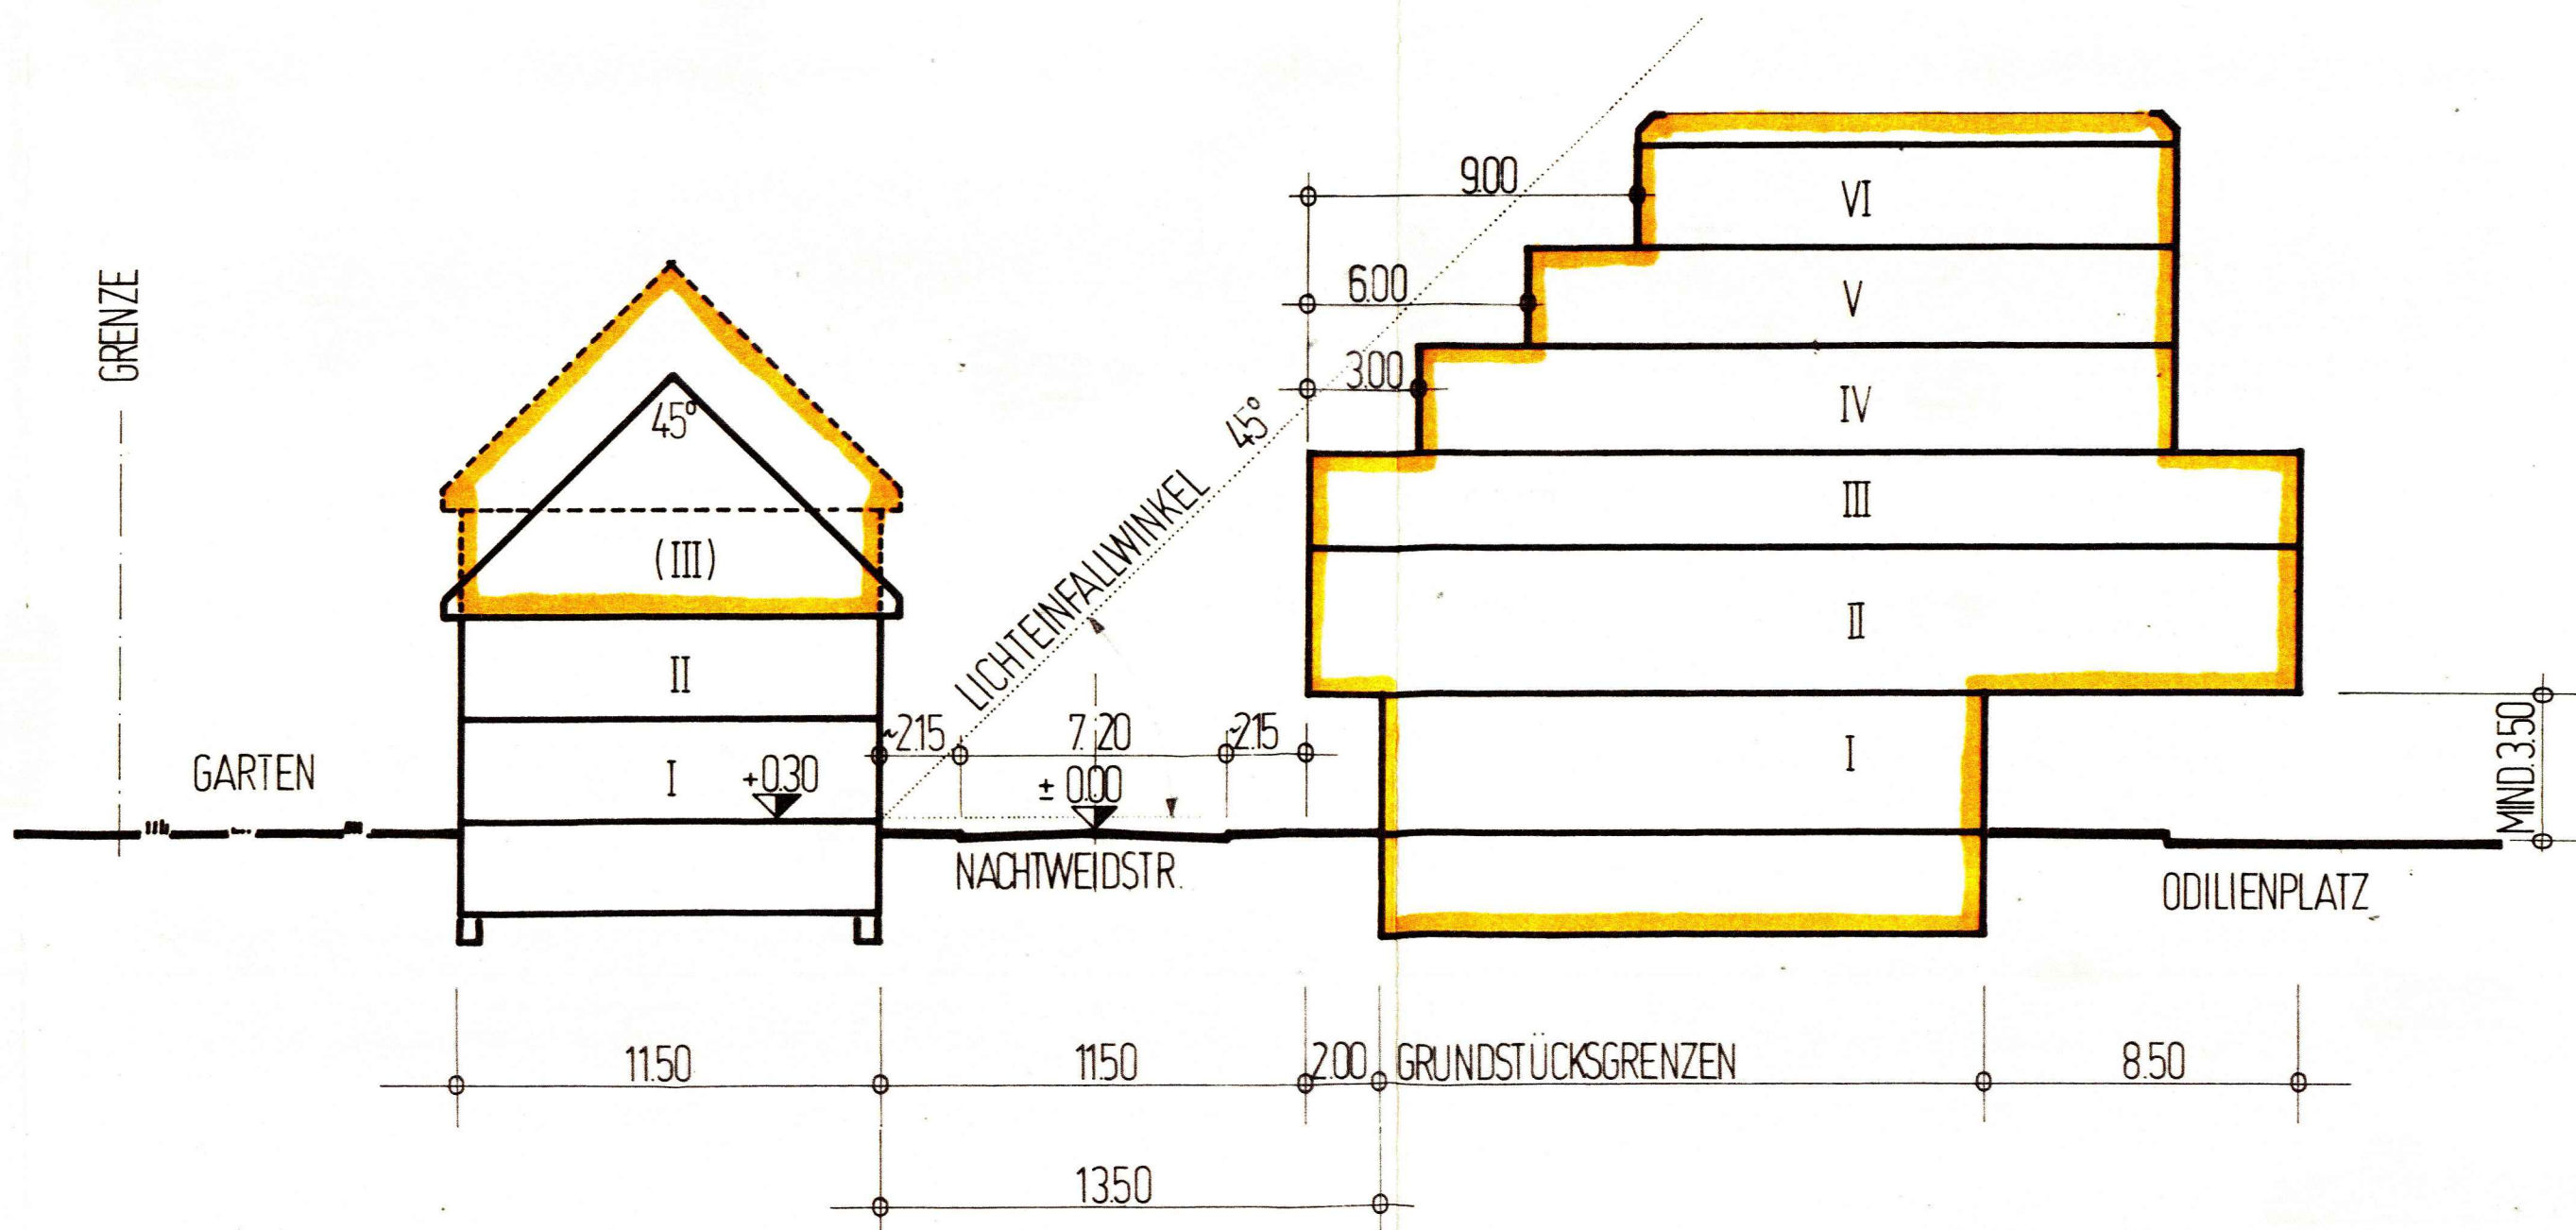 GRENZE
GARTEN
45°
(III)
II
I
+0.30
LICHTEINFALLWINKEL 45°
~2.15
7.20
~2.15
± 0.00
NACHTWEIDSTR.
9.00
6.00
3.00
VI
V
IV
III
II
I
MIND.3.50
ODILIENPLATZ
11.50
11.50
2.00
GRUNDSTÜCKSGRENZEN
8.50
13.50